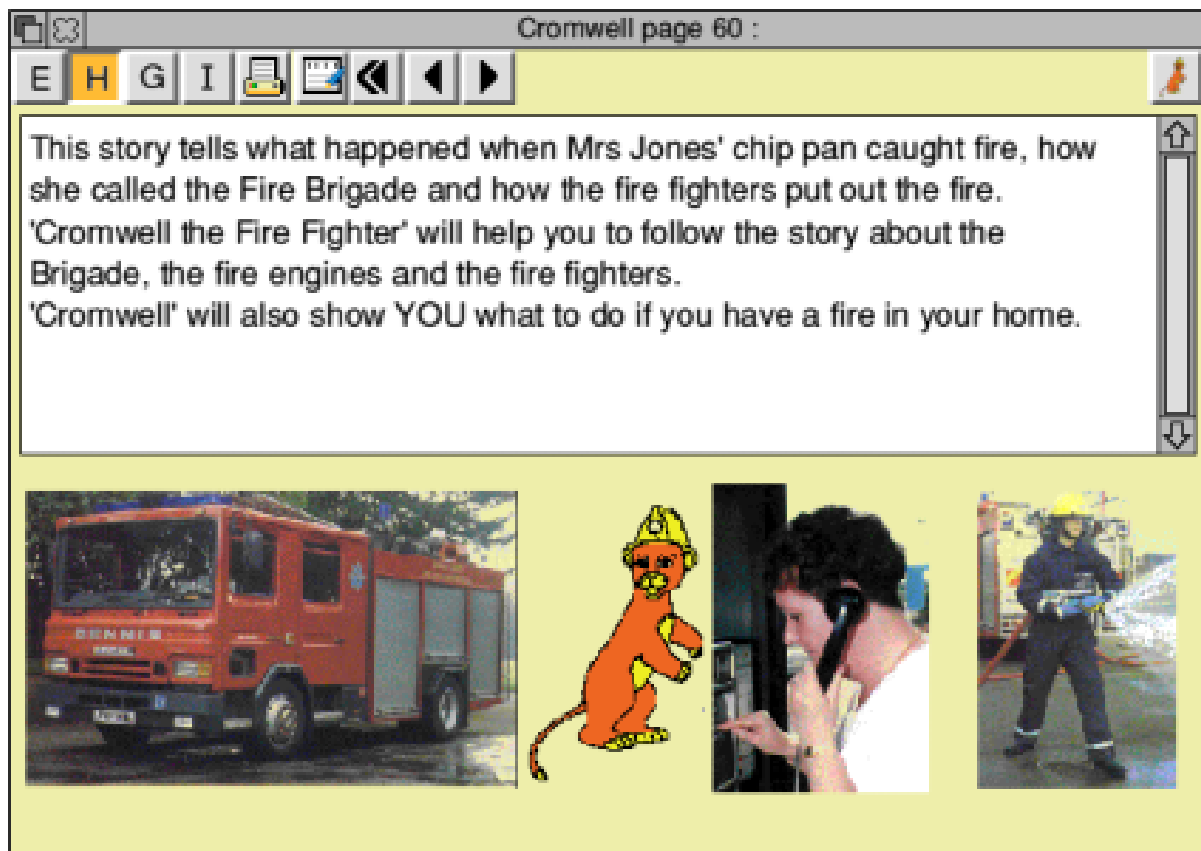 Cromwell page 60 :
E H G I
This story tells what happened when Mrs Jones' chip pan caught fire, how
she called the Fire Brigade and how the fire fighters put out the fire.
'Cromwell the Fire Fighter' will help you to follow the story about the
Brigade, the fire engines and the fire fighters.
'Cromwell' will also show YOU what to do if you have a fire in your home.
DENNIS